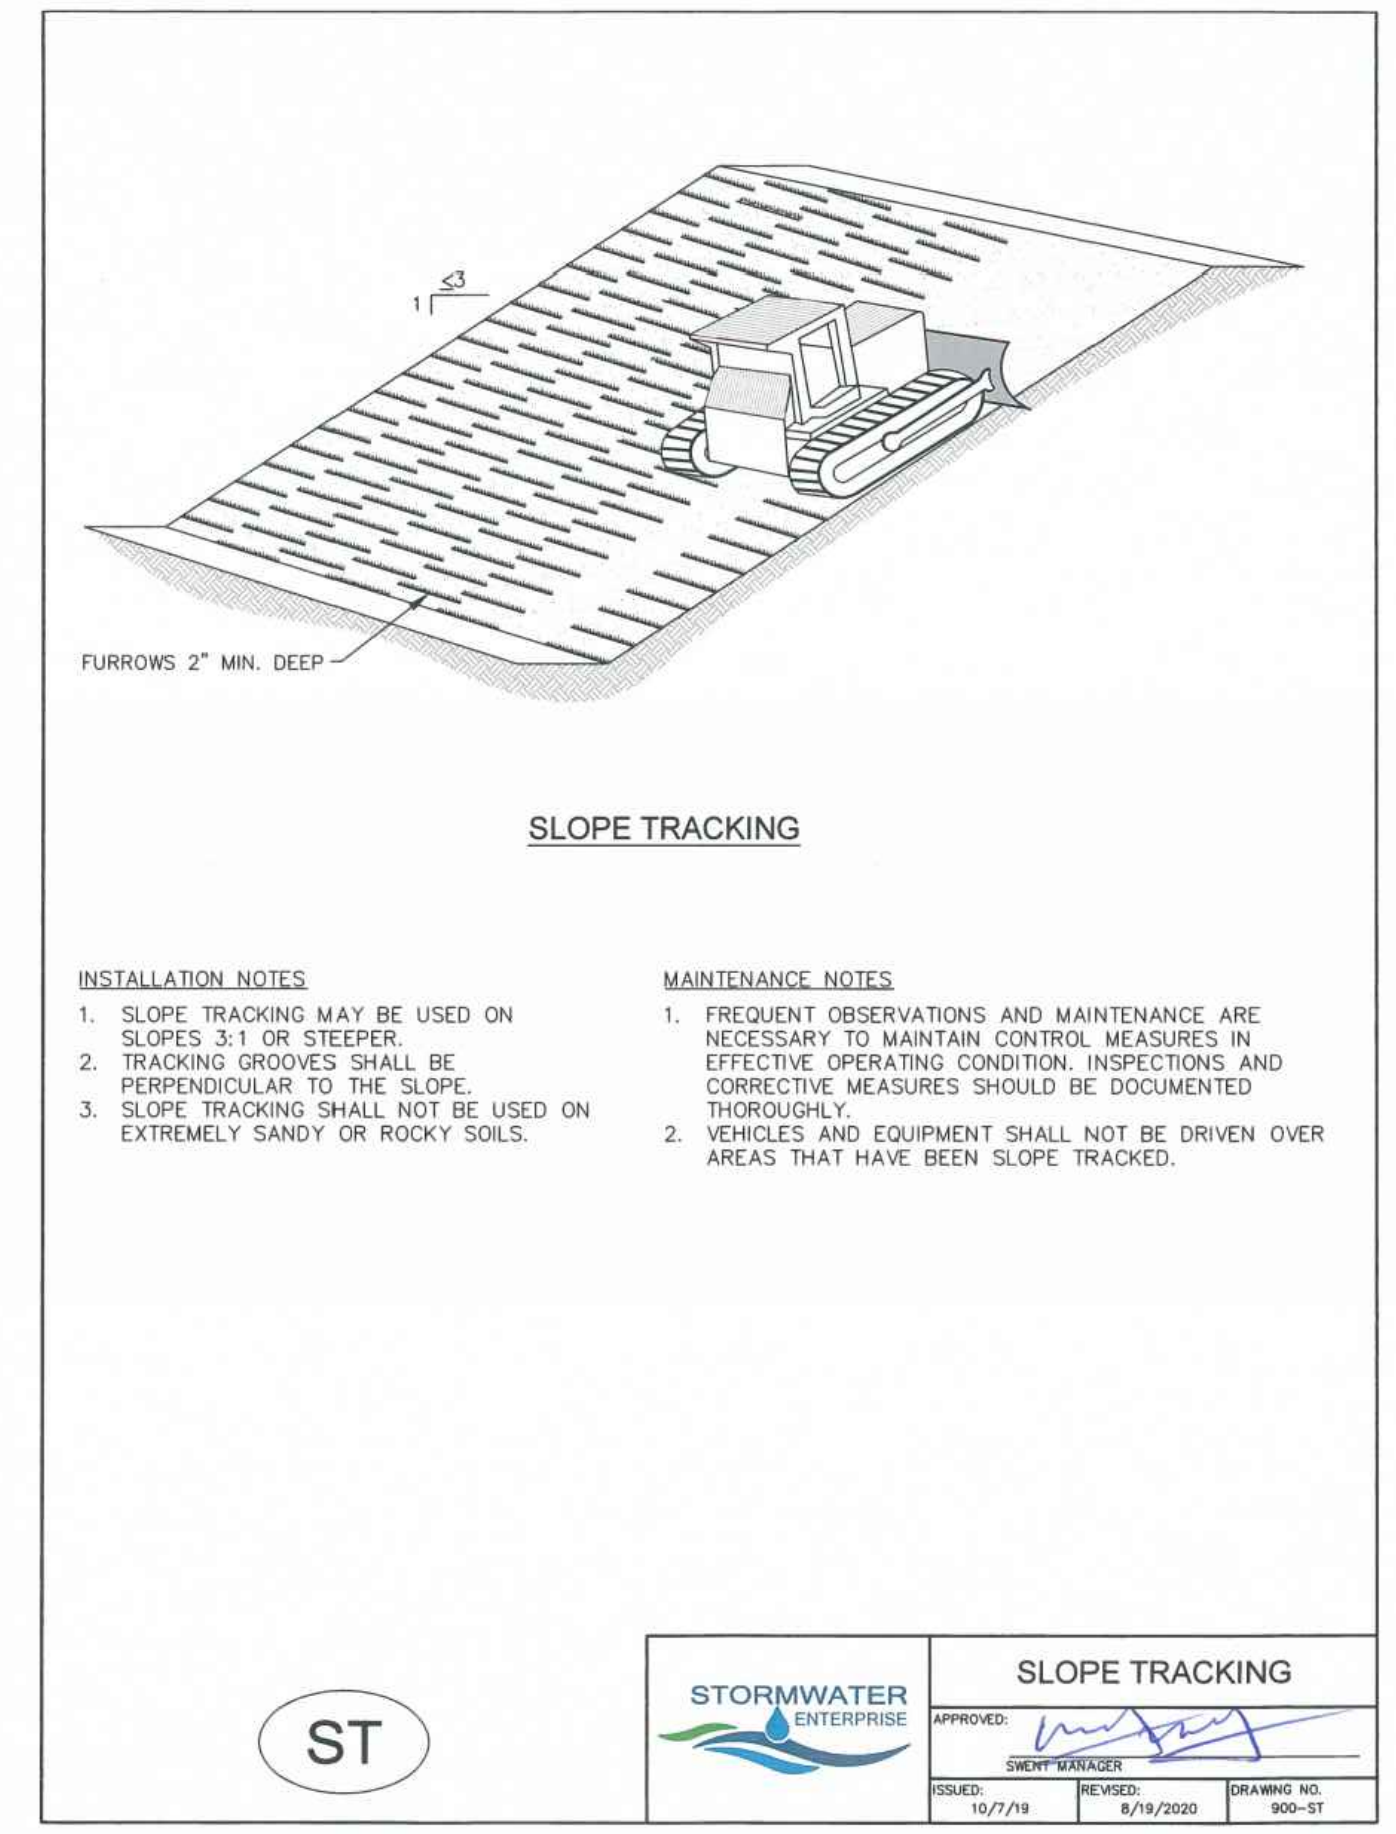 ≤3
1
FURROWS 2" MIN. DEEP
SLOPE TRACKING
INSTALLATION NOTES
1. SLOPE TRACKING MAY BE USED ON
SLOPES 3:1 OR STEEPER.
2. TRACKING GROOVES SHALL BE
PERPENDICULAR TO THE SLOPE.
3. SLOPE TRACKING SHALL NOT BE USED ON
EXTREMELY SANDY OR ROCKY SOILS.
MAINTENANCE NOTES
1. FREQUENT OBSERVATIONS AND MAINTENANCE ARE
NECESSARY TO MAINTAIN CONTROL MEASURES IN
EFFECTIVE OPERATING CONDITION. INSPECTIONS AND
CORRECTIVE MEASURES SHOULD BE DOCUMENTED
THOROUGHLY.
2. VEHICLES AND EQUIPMENT SHALL NOT BE DRIVEN OVER
AREAS THAT HAVE BEEN SLOPE TRACKED.
ST
STORMWATER
ENTERPRISE
SLOPE TRACKING
APPROVED:
SWENT MANAGER
ISSUED:
10/7/19
REVISED:
8/19/2020
DRAWING NO.
900-ST